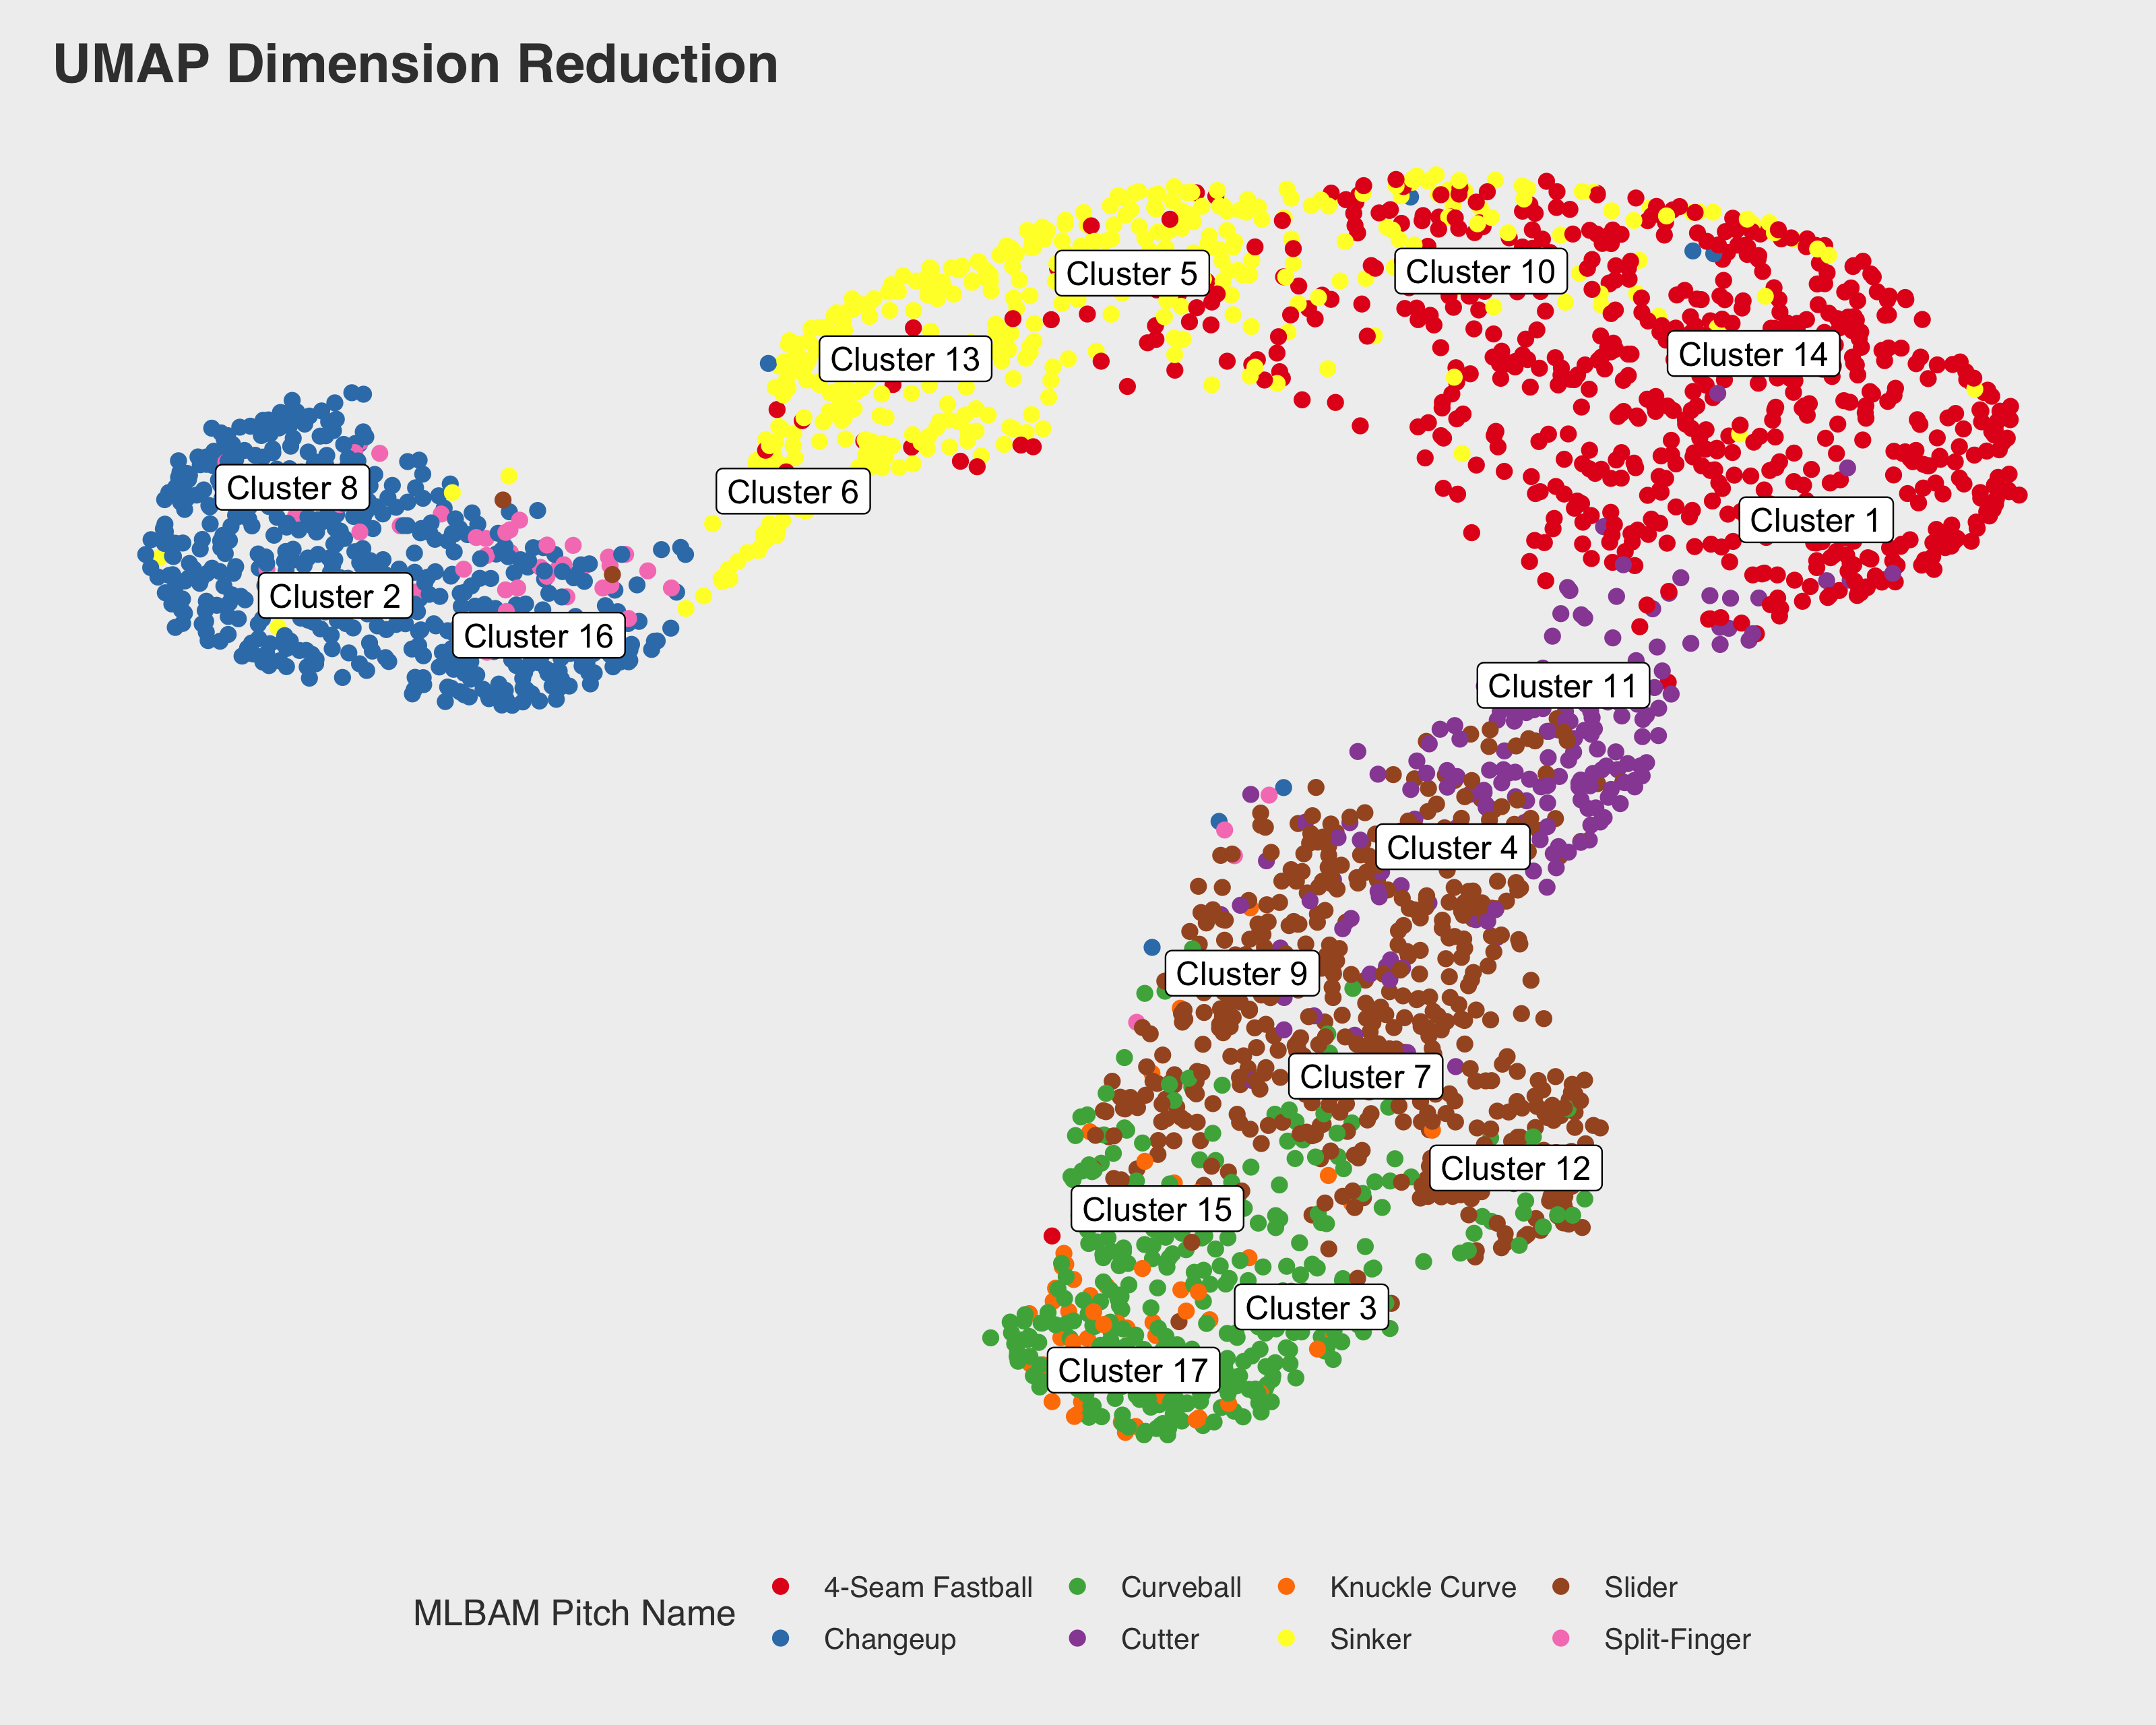 UMAP Dimension Reduction
Cluster 5
Cluster 10
Cluster 13
Cluster 14
Cluster 8
Cluster 6
Cluster 1
Cluster 2
Cluster 16
Cluster 11
Cluster 4
Cluster 9
Cluster 7
Cluster 12
Cluster 15
Cluster 3
Cluster 17
MLBAM Pitch Name
4-Seam Fastball
Curveball
Knuckle Curve
Slider
Changeup
Cutter
Sinker
Split-Finger